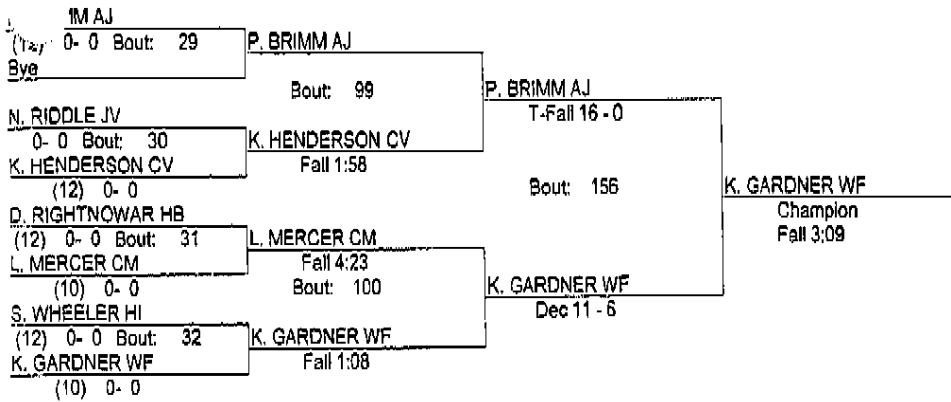 IM AJ
0- 0 Bout: 29
Bye
P. BRIMM AJ
Bout: 99
N. RIDDLE JV
0- 0 Bout: 30
K. HENDERSON CV
(12) 0- 0
K. HENDERSON CV
Fall 1:58
P. BRIMM AJ
T-Fall 16 - 0
Bout: 156
D. RIGHTNOWAR HB
(12) 0- 0 Bout: 31
L. MERCER CM
(10) 0- 0
L. MERCER CM
Fall 4:23
Bout: 100
S. WHEELER HI
(12) 0- 0 Bout: 32
K. GARDNER WF
(10) 0- 0
K. GARDNER WF
Fall 1:08
K. GARDNER WF
Dec 11 - 6
K. GARDNER WF
Champion
Fall 3:09